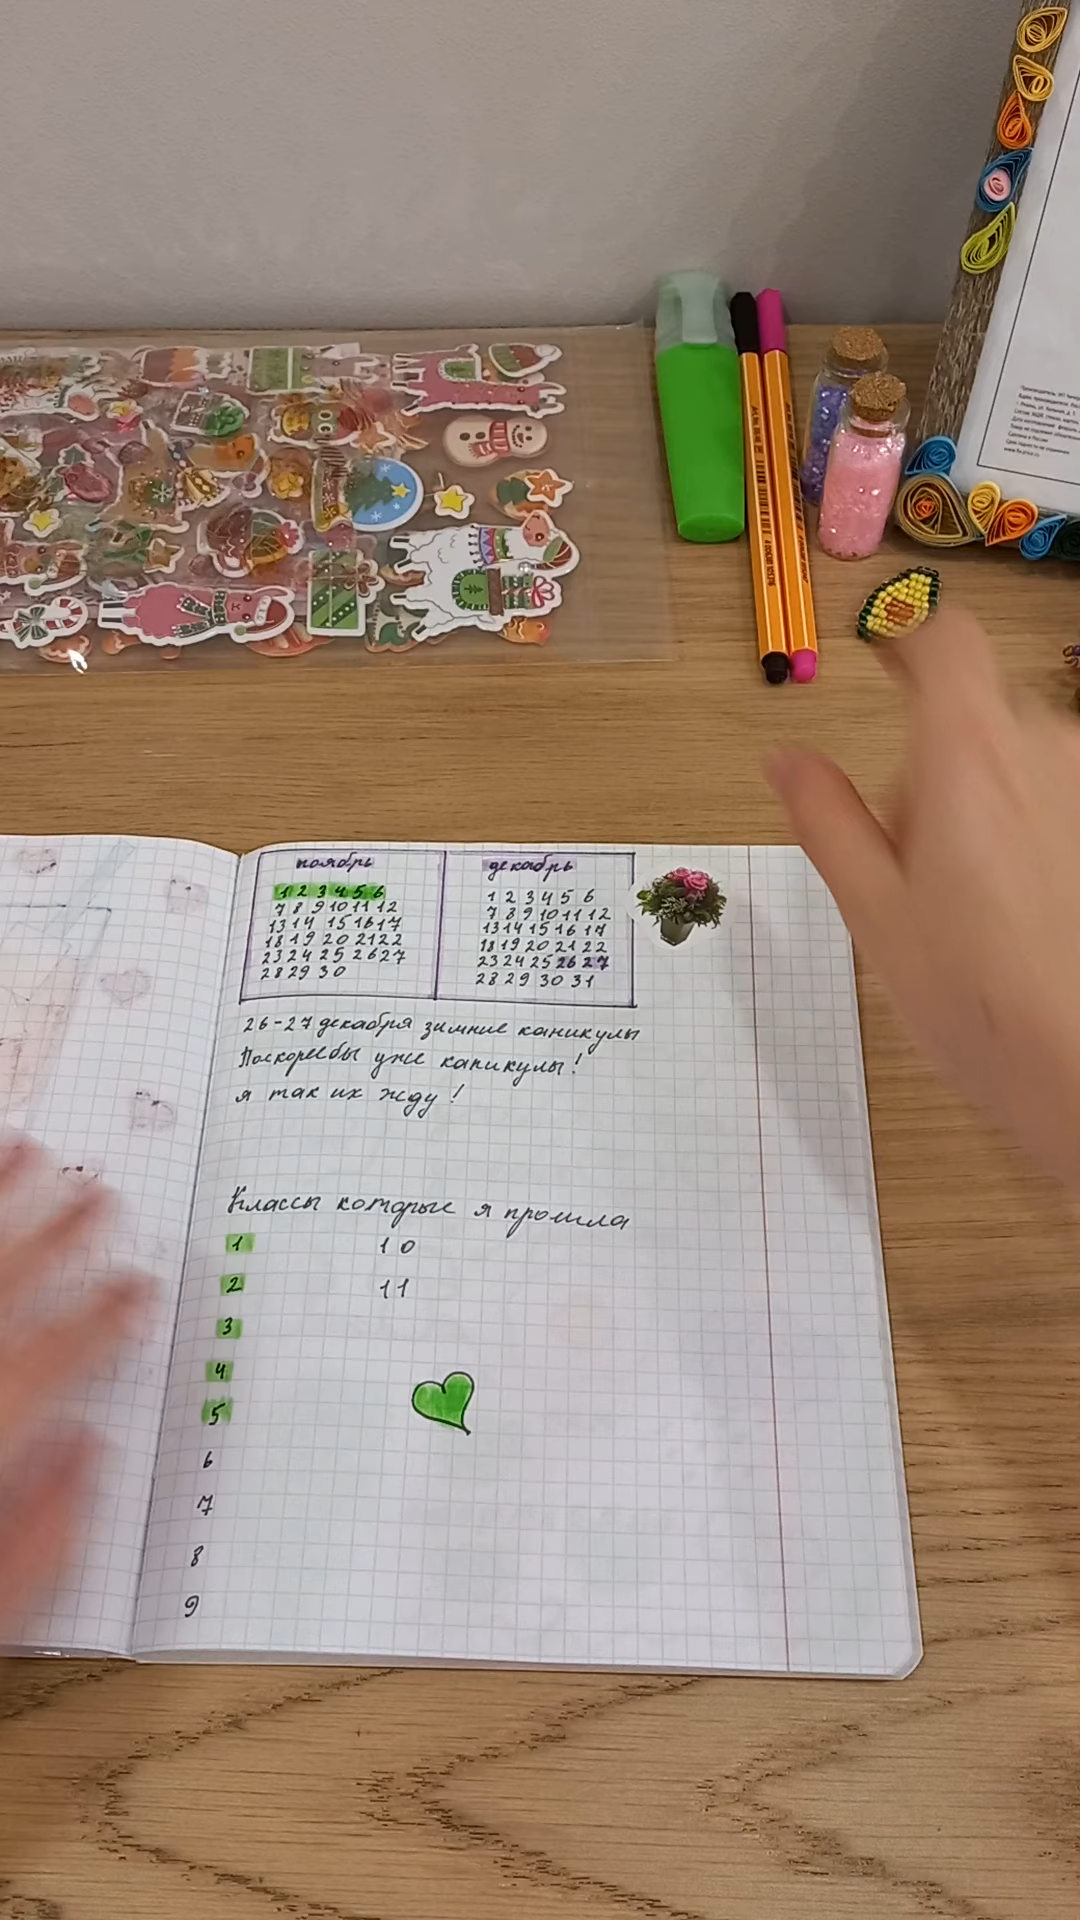 ноябрь
1 2 3 4 5 6
7 8 9 10 11 12
13 14 15 16 17
18 19 20 21 22
23 24 25 26 27
28 29 30
декабрь
1 2 3 4 5 6
7 8 9 10 11 12
13 14 15 16 17
18 19 20 21 22
23 24 25 26 27
28 29 30 31
26-27 декабря зимние каникулы
Поскорейбы уже каникулы!
я так их жду!
Классы которые я прошла
1 10
2 11
3
4
5
6
7
8
9